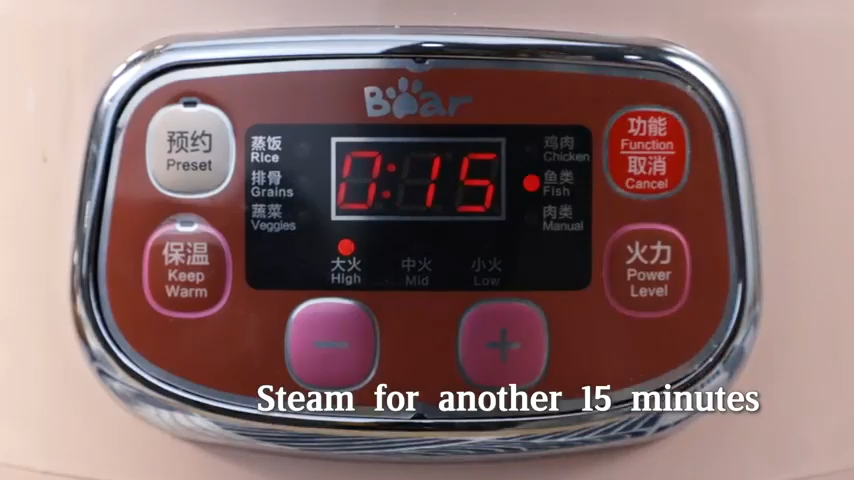 Bear
预约
Preset
蒸饭
Rice
排骨
Grains
蔬菜
Veggies
0:15
鸡肉
Chicken
鱼类
Fish
肉类
Manual
功能
Function
取消
Cancel
保温
Keep
Warm
大火
High
中火
Mid
小火
Low
火力
Power
Level
−
+
Steam for another 15 minutes